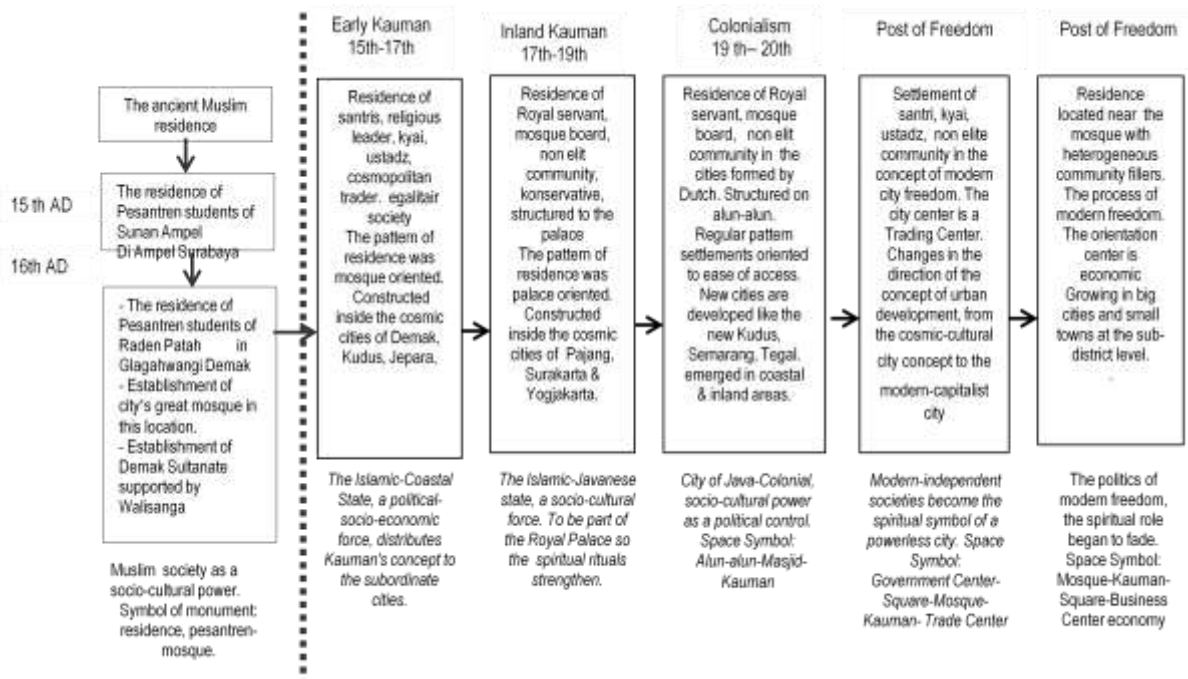 The ancient Muslim
residence
15 th AD
The residence of
Pesantren students of
Sunan Ampel
Di Ampel Surabaya
16th AD
- The residence of
Pesantren students of
Raden Patah in
Glagahwangi Demak
- Establishment of
city's great mosque in
this location.
- Establishment of
Demak Sultanate
supported by
Walisanga
Muslim society as a
socio-cultural power.
Symbol of monument:
residence, pesantren-
mosque.
Early Kauman
15th-17th
Residence of
santris, religious
leader, kyai,
ustadz,
cosmopolitan
trader. egalitair
society
The pattern of
residence was
mosque oriented.
Constructed
inside the cosmic
cities of Demak,
Kudus, Jepara,
The Islamic-Coastal
State, a political-
socio-economic
force, distributes
Kauman's concept to
the subordinate
cities.
Inland Kauman
17th-19th
Residence of
Royal servant,
mosque board,
non elit
community,
konservative,
structured to the
palace
The pattern of
residence was
palace oriented.
Constructed
inside the cosmic
cities of Pajang,
Surakarta &
Yogjakarta.
The Islamic-Javanese
state, a socio-cultural
force. To be part of
the Royal Palace so
the spiritual rituals
strengthen.
Colonialism
19 th– 20th
Residence of Royal
servant, mosque
board, non elit
community in the
cities formed by
Dutch. Structured on
alun-alun.
Regular pattern
settlements oriented
to ease of access.
New cities are
developed like the
new Kudus,
Semarang, Tegal,
emerged in coastal
& inland areas.
City of Java-Colonial,
socio-cultural power
as a political control.
Space Symbol:
Alun-alun-Masjid-
Kauman
Post of Freedom
Settlement of
santri, kyai,
ustadz, non elite
community in the
concept of modern
city freedom. The
city center is a
Trading Center.
Changes in the
direction of the
concept of urban
development, from
the cosmic-cultural
city concept to the
modern-capitalist
city
Modern-independent
societies become the
spiritual symbol of a
powerless city. Space
Symbol:
Government Center-
Square-Mosque-
Kauman- Trade Center
Post of Freedom
Residence
located near the
mosque with
heterogeneous
community fillers.
The process of
modern freedom.
The orientation
center is
economic
Growing in big
cities and small
towns at the sub-
district level.
.
The politics of
modern freedom,
the spiritual role
began to fade.
Space Symbol:
Mosque-Kauman-
Square-Business
Center economy